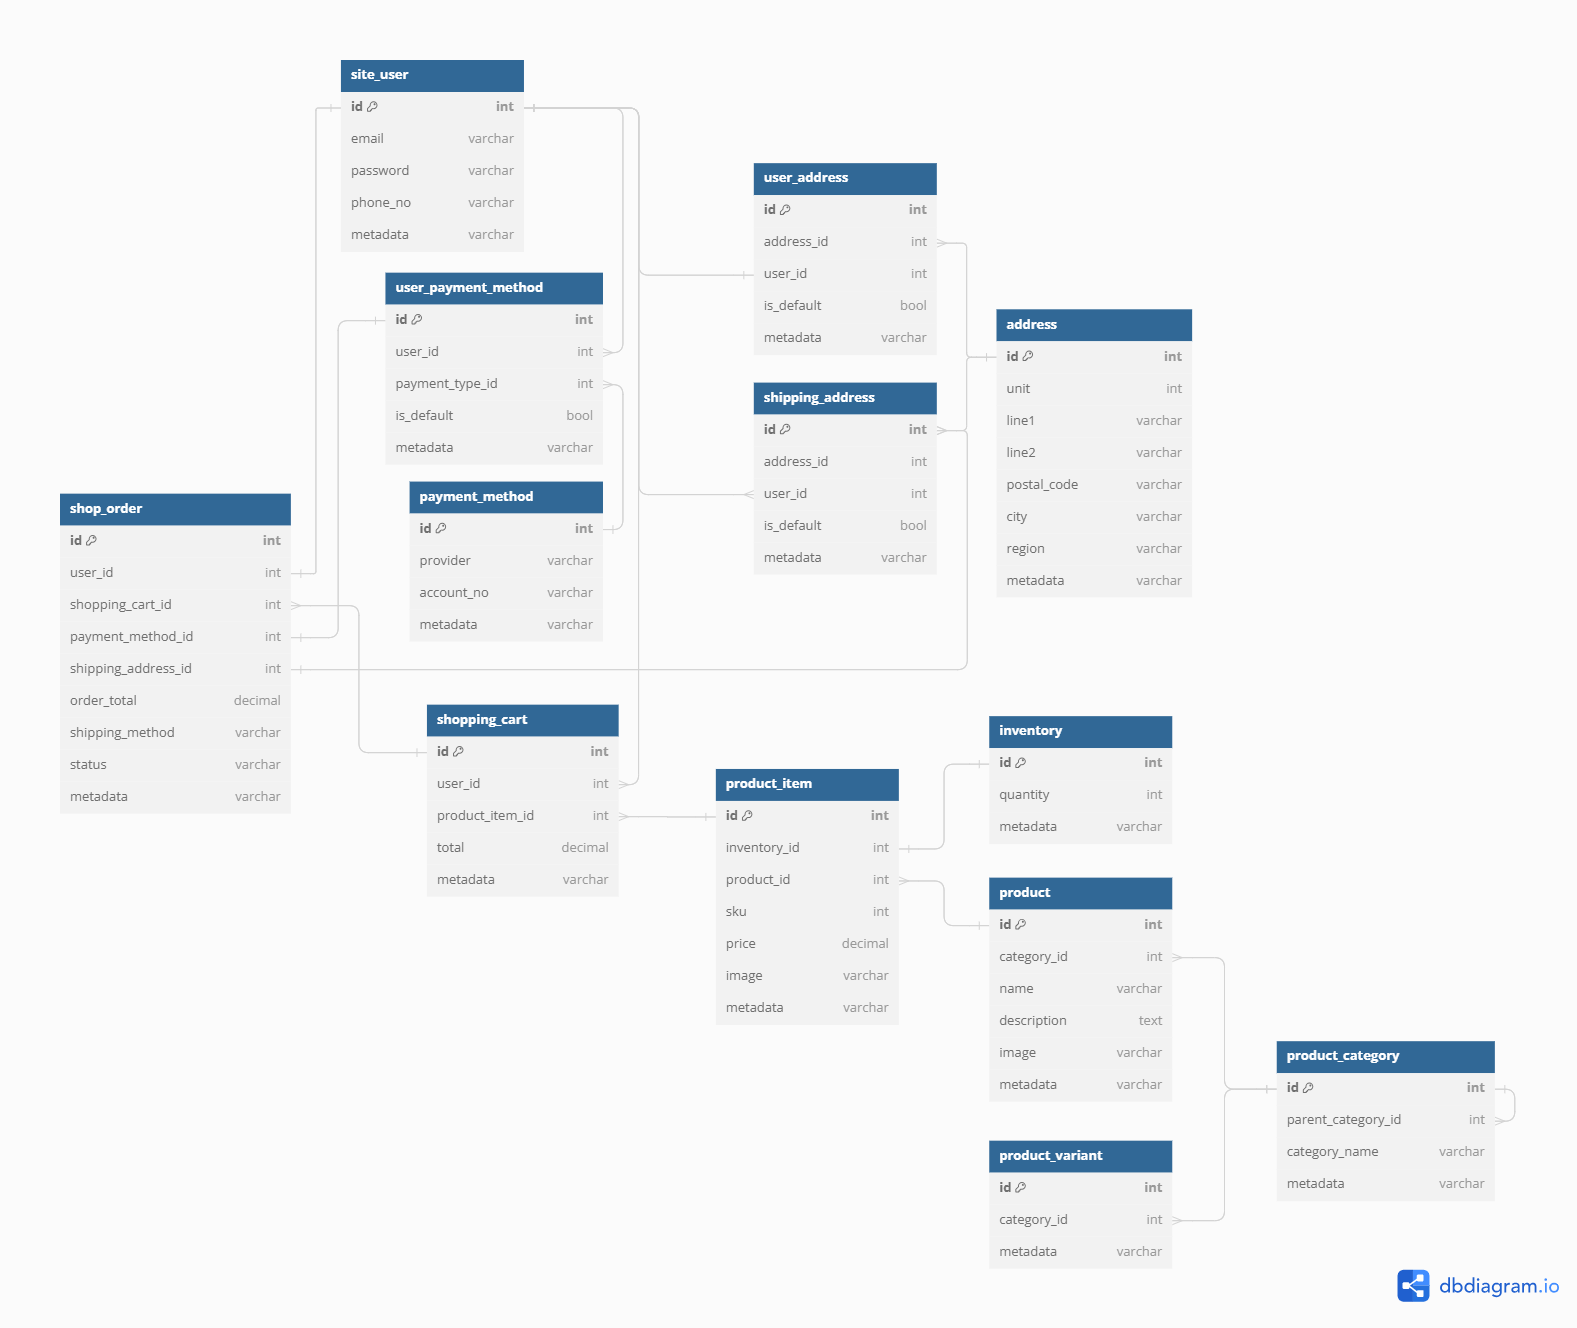 site_user
id int
email varchar
password varchar
phone_no varchar
metadata varchar
user_address
id int
address_id int
user_id int
is_default bool
metadata varchar
user_payment_method
id int
user_id int
payment_type_id int
is_default bool
metadata varchar
address
id int
unit int
line1 varchar
line2 varchar
postal_code varchar
city varchar
region varchar
metadata varchar
shipping_address
id int
address_id int
user_id int
is_default bool
metadata varchar
payment_method
id int
provider varchar
account_no varchar
metadata varchar
shop_order
id int
user_id int
shopping_cart_id int
payment_method_id int
shipping_address_id int
order_total decimal
shipping_method varchar
status varchar
metadata varchar
shopping_cart
id int
user_id int
product_item_id int
total decimal
metadata varchar
product_item
id int
inventory_id int
product_id int
sku int
price decimal
image varchar
metadata varchar
inventory
id int
quantity int
metadata varchar
product
id int
category_id int
name varchar
description text
image varchar
metadata varchar
product_category
id int
parent_category_id int
category_name varchar
metadata varchar
product_variant
id int
category_id int
metadata varchar
dbdiagram.io